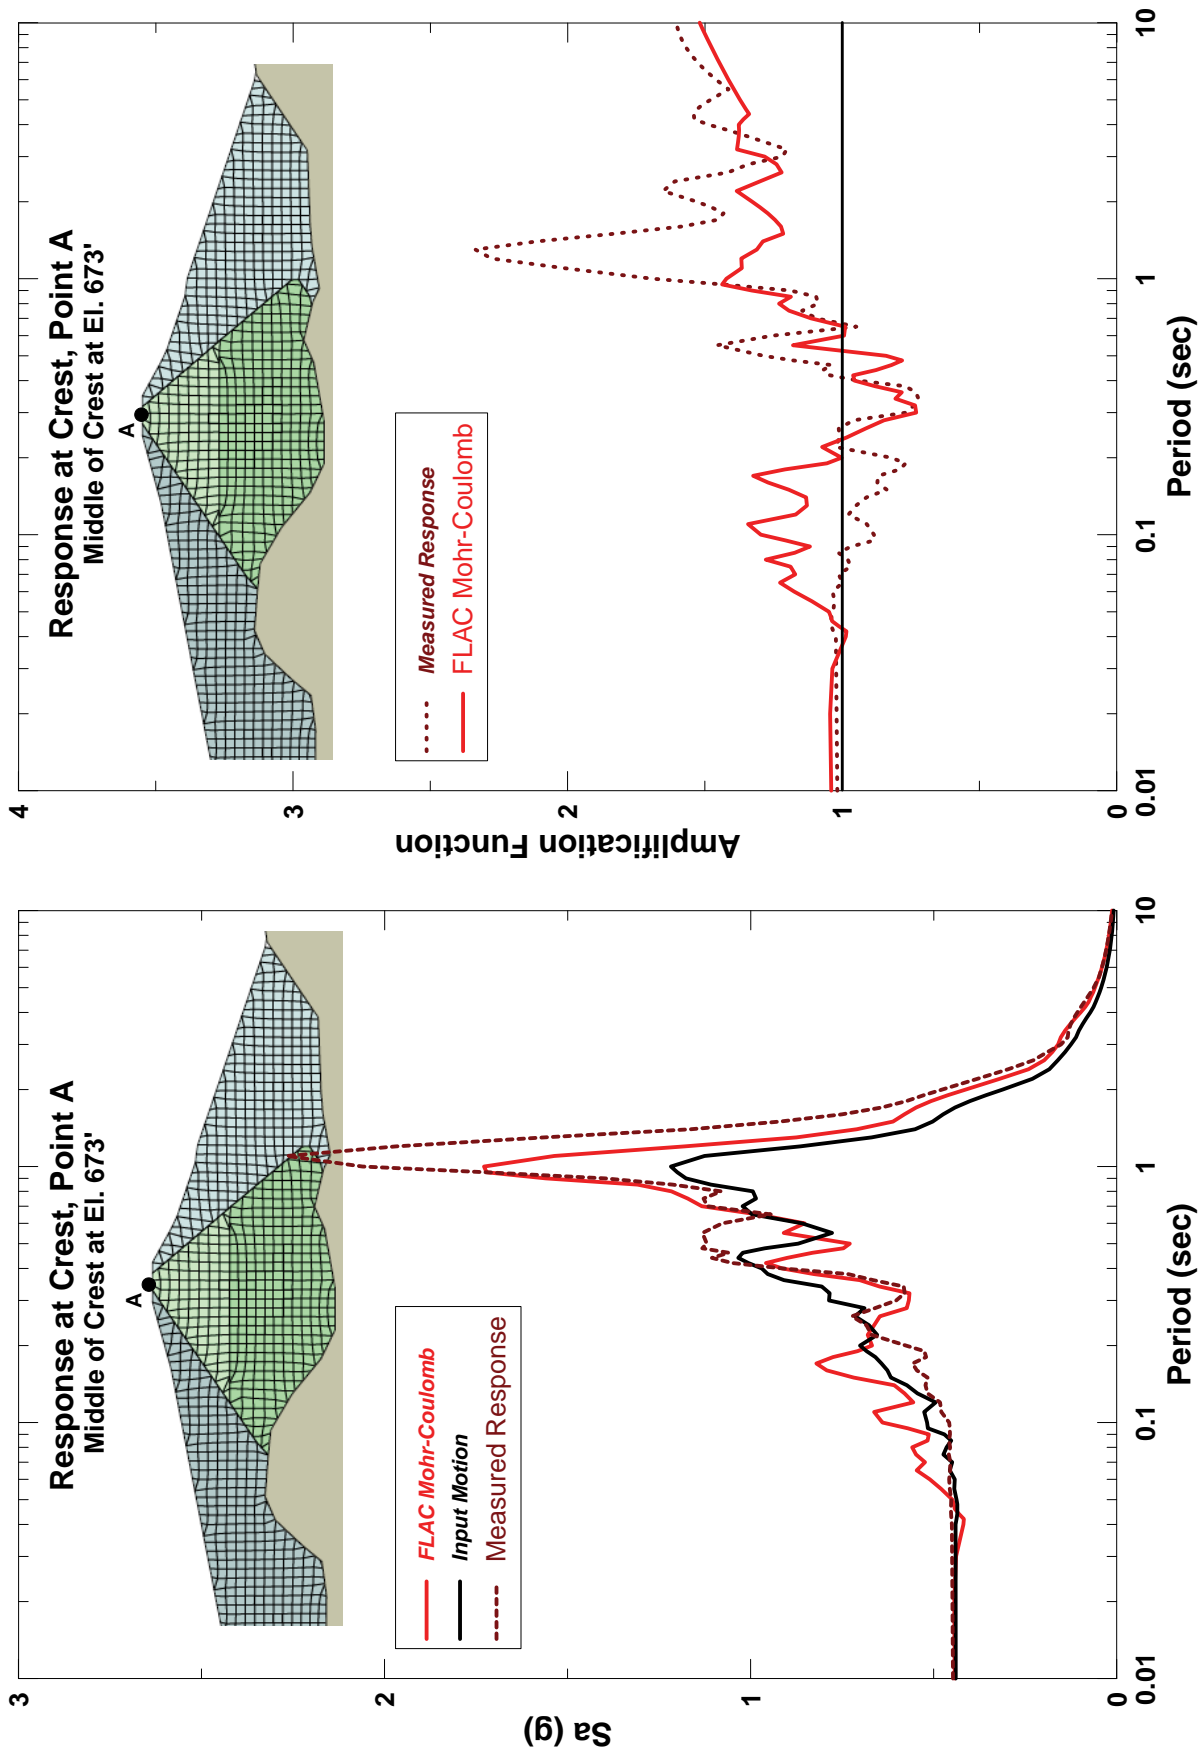 Response at Crest, Point A
Middle of Crest at El. 673'
A
FLAC Mohr-Coulomb
Input Motion
Measured Response
Sa (g)
3
2
1
0
0.01
0.1
1
10
Period (sec)
Response at Crest, Point A
Middle of Crest at El. 673'
A
Measured Response
FLAC Mohr-Coulomb
Amplification Function
4
3
2
1
0
0.01
0.1
1
10
Period (sec)